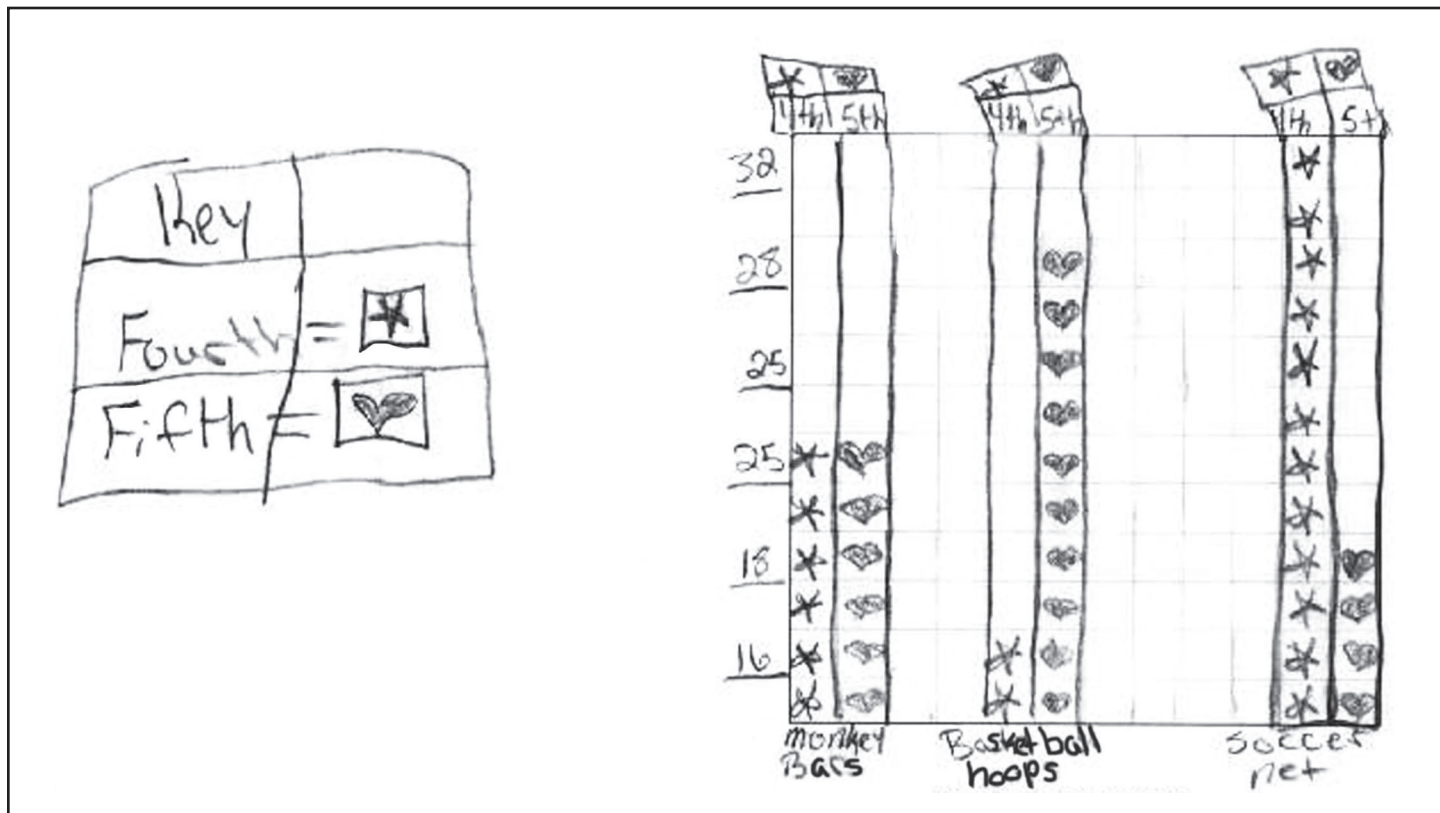 Key
Fourth =
Fifth =
4th 5th
4th 5th
4th 5th
32
28
25
25
18
16
monkey
Bars
Basketball
hoops
soccer
net